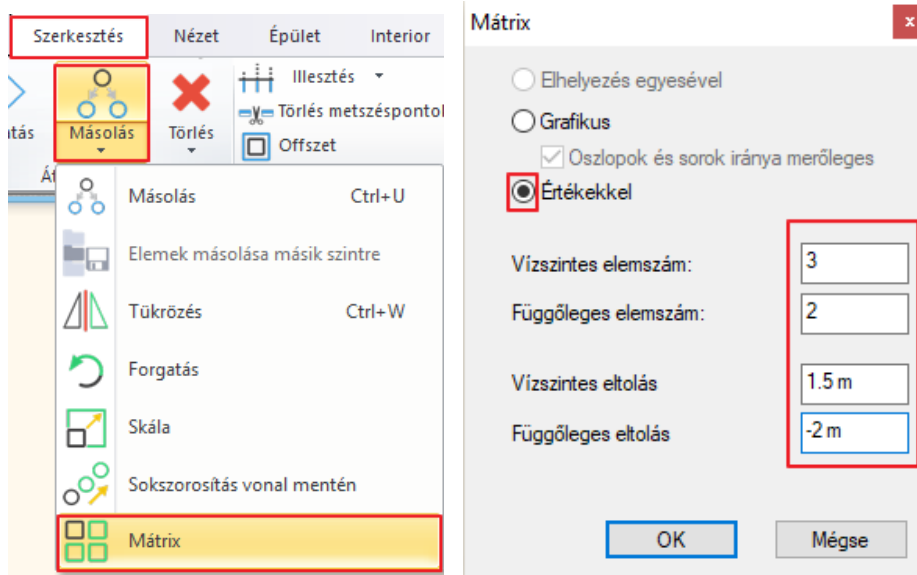 Szerkesztés Nézet Épület Interior
Illesztés
Törlés
Másolás Törlés
Offszet
Másolás Ctrl+U
Elemek másolása másik szintre
Tükrözés Ctrl+W
Forgatás
Skála
Sokszorosítás vonal mentén
Mátrix
Mátrix
x
Elhelyezés egyesével
Grafikus
Oszlopok és sorok iránya merőleges
Értékekkel
Vízszintes elemszám: 3
Függőleges elemszám: 2
Vízszintes eltolás 1.5 m
Függőleges eltolás -2 m
OK Mégse